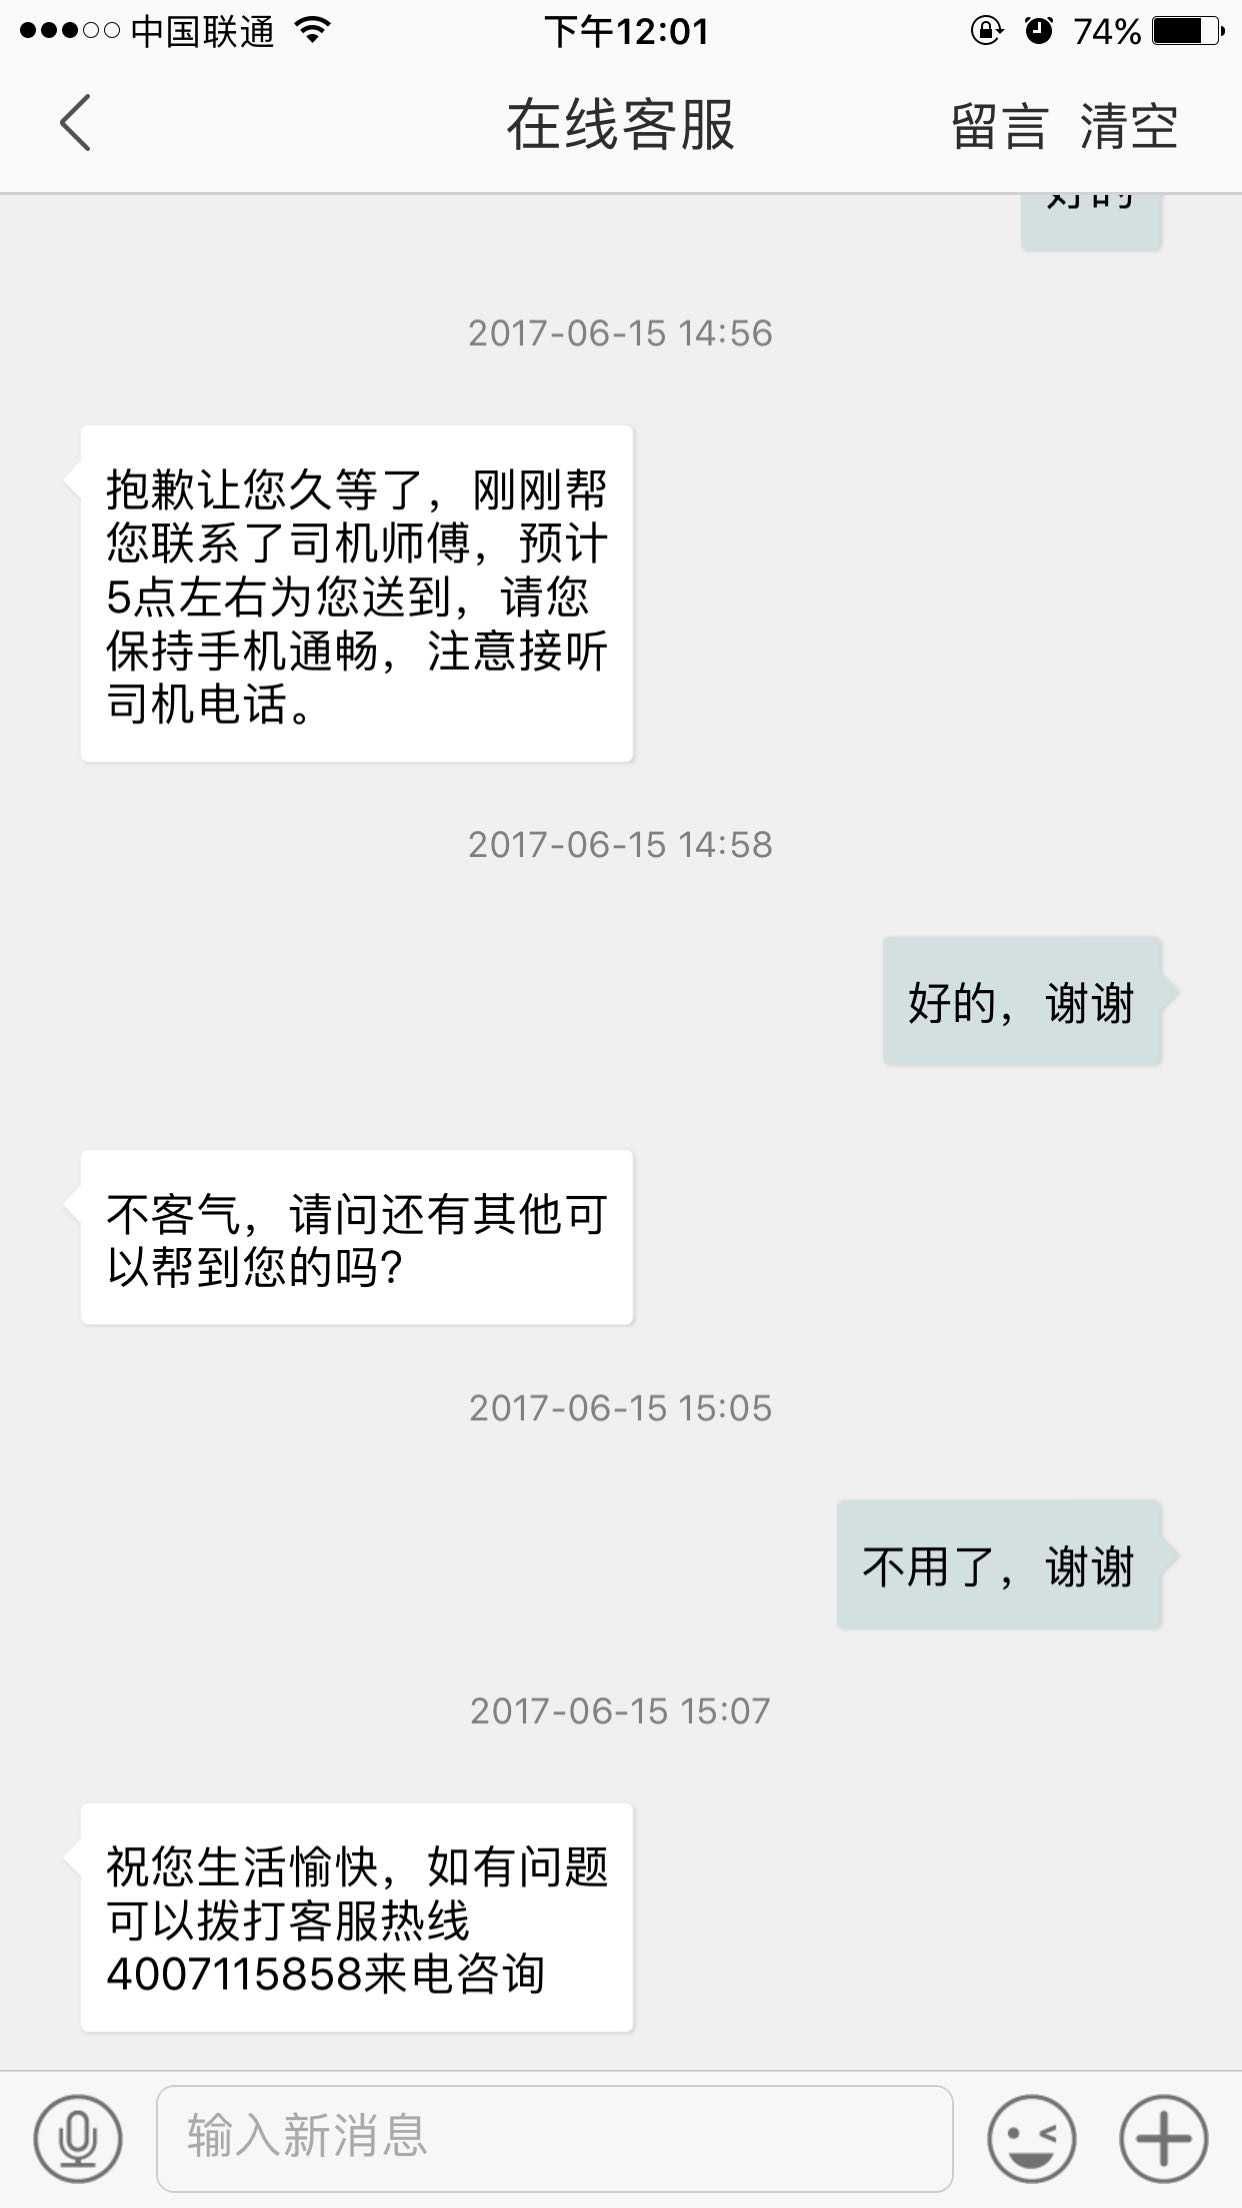 中国联通
下午12:01
74%
在线客服
留言 清空
好的
2017-06-15 14:56
抱歉让您久等了，刚刚帮
您联系了司机师傅，预计
5点左右为您送到，请您
保持手机通畅，注意接听
司机电话。
2017-06-15 14:58
好的，谢谢
不客气，请问还有其他可
以帮到您的吗?
2017-06-15 15:05
不用了，谢谢
2017-06-15 15:07
祝您生活愉快，如有问题
可以拨打客服热线
4007115858来电咨询
输入新消息